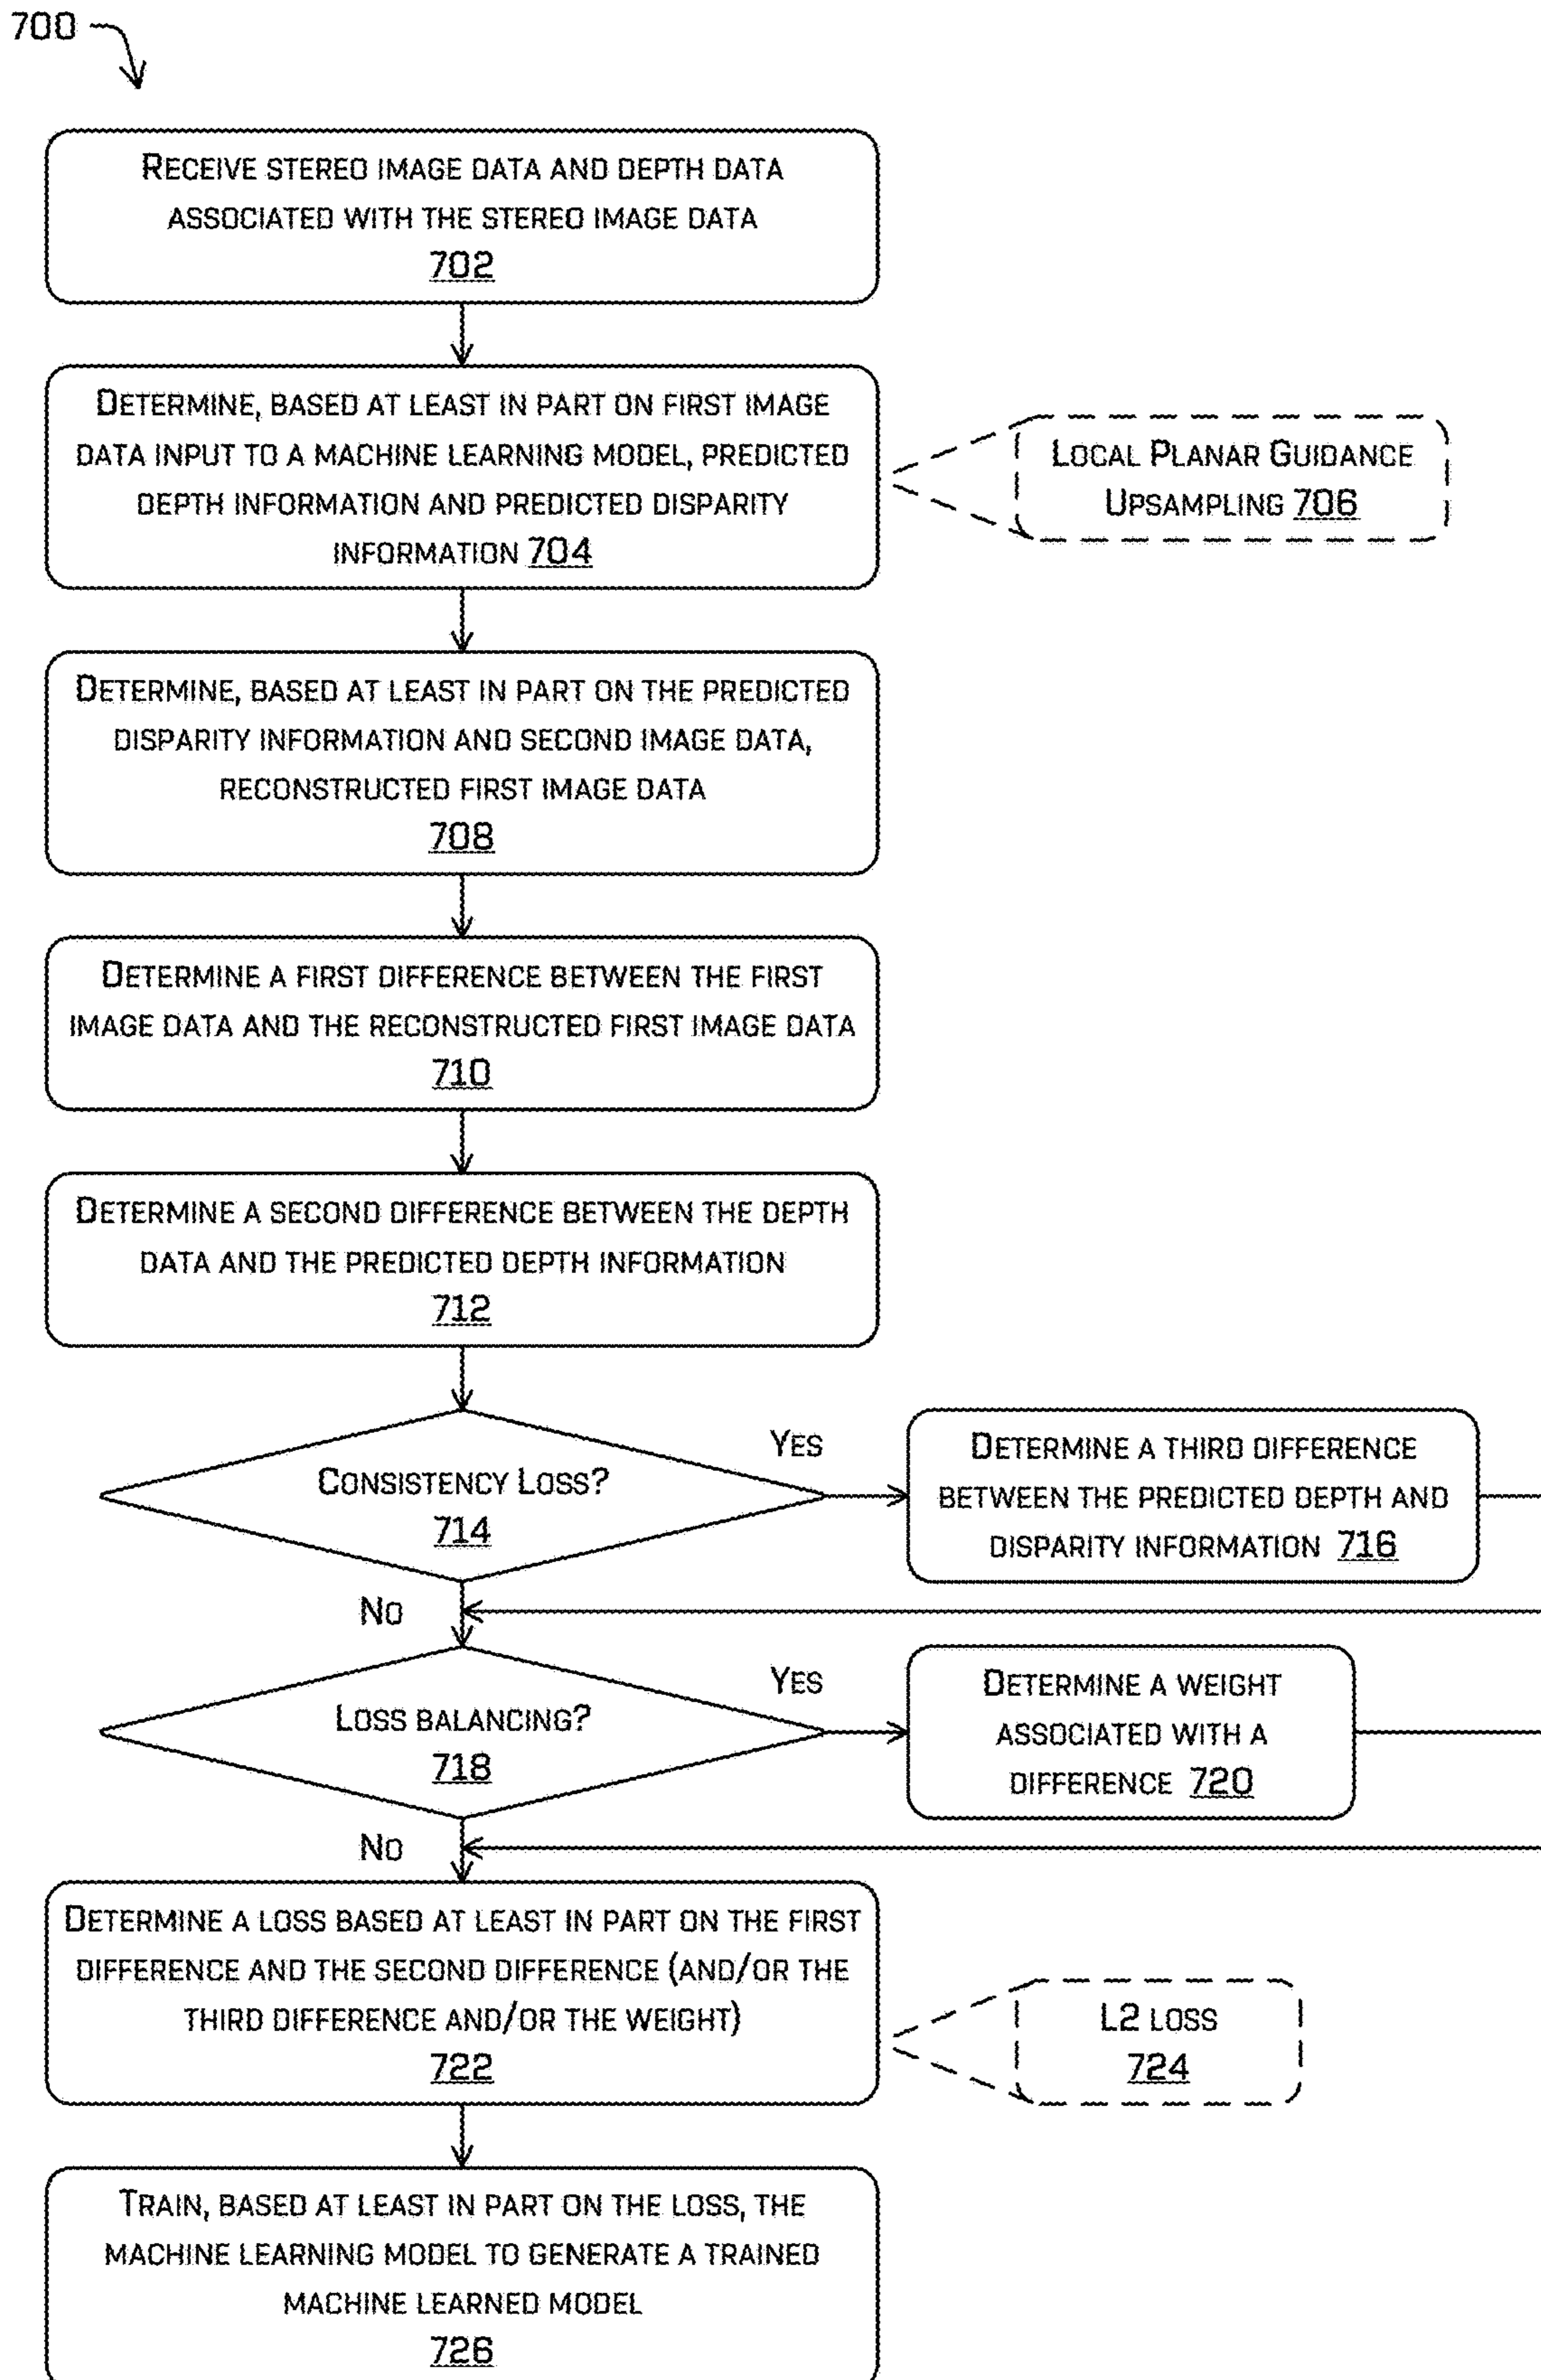 700
RECEIVE STEREO IMAGE DATA AND DEPTH DATA
ASSOCIATED WITH THE STEREO IMAGE DATA
702
DETERMINE, BASED AT LEAST IN PART ON FIRST IMAGE
DATA INPUT TO A MACHINE LEARNING MODEL, PREDICTED
DEPTH INFORMATION AND PREDICTED DISPARITY
INFORMATION 704
LOCAL PLANAR GUIDANCE
UPSAMPLING 706
DETERMINE, BASED AT LEAST IN PART ON THE PREDICTED
DISPARITY INFORMATION AND SECOND IMAGE DATA,
RECONSTRUCTED FIRST IMAGE DATA
708
DETERMINE A FIRST DIFFERENCE BETWEEN THE FIRST
IMAGE DATA AND THE RECONSTRUCTED FIRST IMAGE DATA
710
DETERMINE A SECOND DIFFERENCE BETWEEN THE DEPTH
DATA AND THE PREDICTED DEPTH INFORMATION
712
CONSISTENCY LOSS?
714
YES
DETERMINE A THIRD DIFFERENCE
BETWEEN THE PREDICTED DEPTH AND
DISPARITY INFORMATION 716
NO
LOSS BALANCING?
718
YES
DETERMINE A WEIGHT
ASSOCIATED WITH A
DIFFERENCE 720
NO
DETERMINE A LOSS BASED AT LEAST IN PART ON THE FIRST
DIFFERENCE AND THE SECOND DIFFERENCE (AND/OR THE
THIRD DIFFERENCE AND/OR THE WEIGHT)
722
L2 LOSS
724
TRAIN, BASED AT LEAST IN PART ON THE LOSS, THE
MACHINE LEARNING MODEL TO GENERATE A TRAINED
MACHINE LEARNED MODEL
726